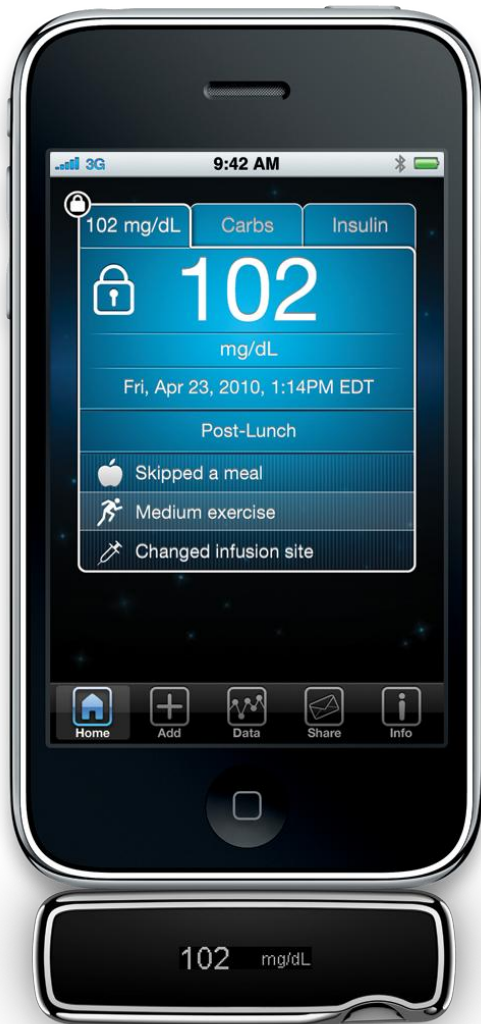 3G 9:42 AM
102 mg/dL Carbs Insulin
102
mg/dL
Fri, Apr 23, 2010, 1:14PM EDT
Post-Lunch
Skipped a meal
Medium exercise
Changed infusion site
Home Add Data Share Info
102 mg/dL